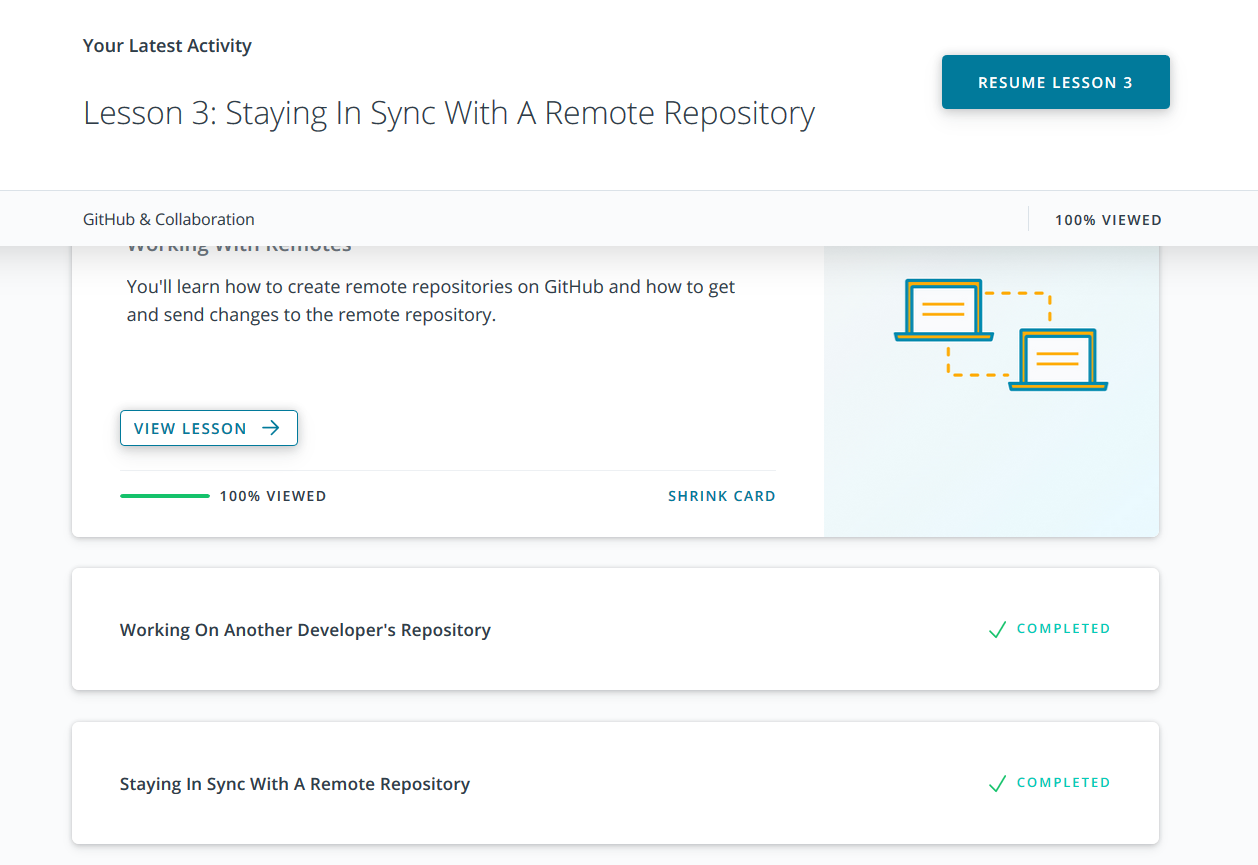 Your Latest Activity
RESUME LESSON 3
Lesson 3: Staying In Sync With A Remote Repository
GitHub & Collaboration
100% VIEWED
Working With Remotes
You'll learn how to create remote repositories on GitHub and how to get
and send changes to the remote repository.
VIEW LESSON
100% VIEWED
SHRINK CARD
Working On Another Developer's Repository
COMPLETED
Staying In Sync With A Remote Repository
COMPLETED